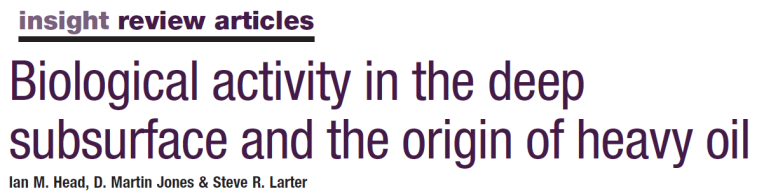 insight review articles
Biological activity in the deep
subsurface and the origin of heavy oil
Ian M. Head, D. Martin Jones & Steve R. Larter